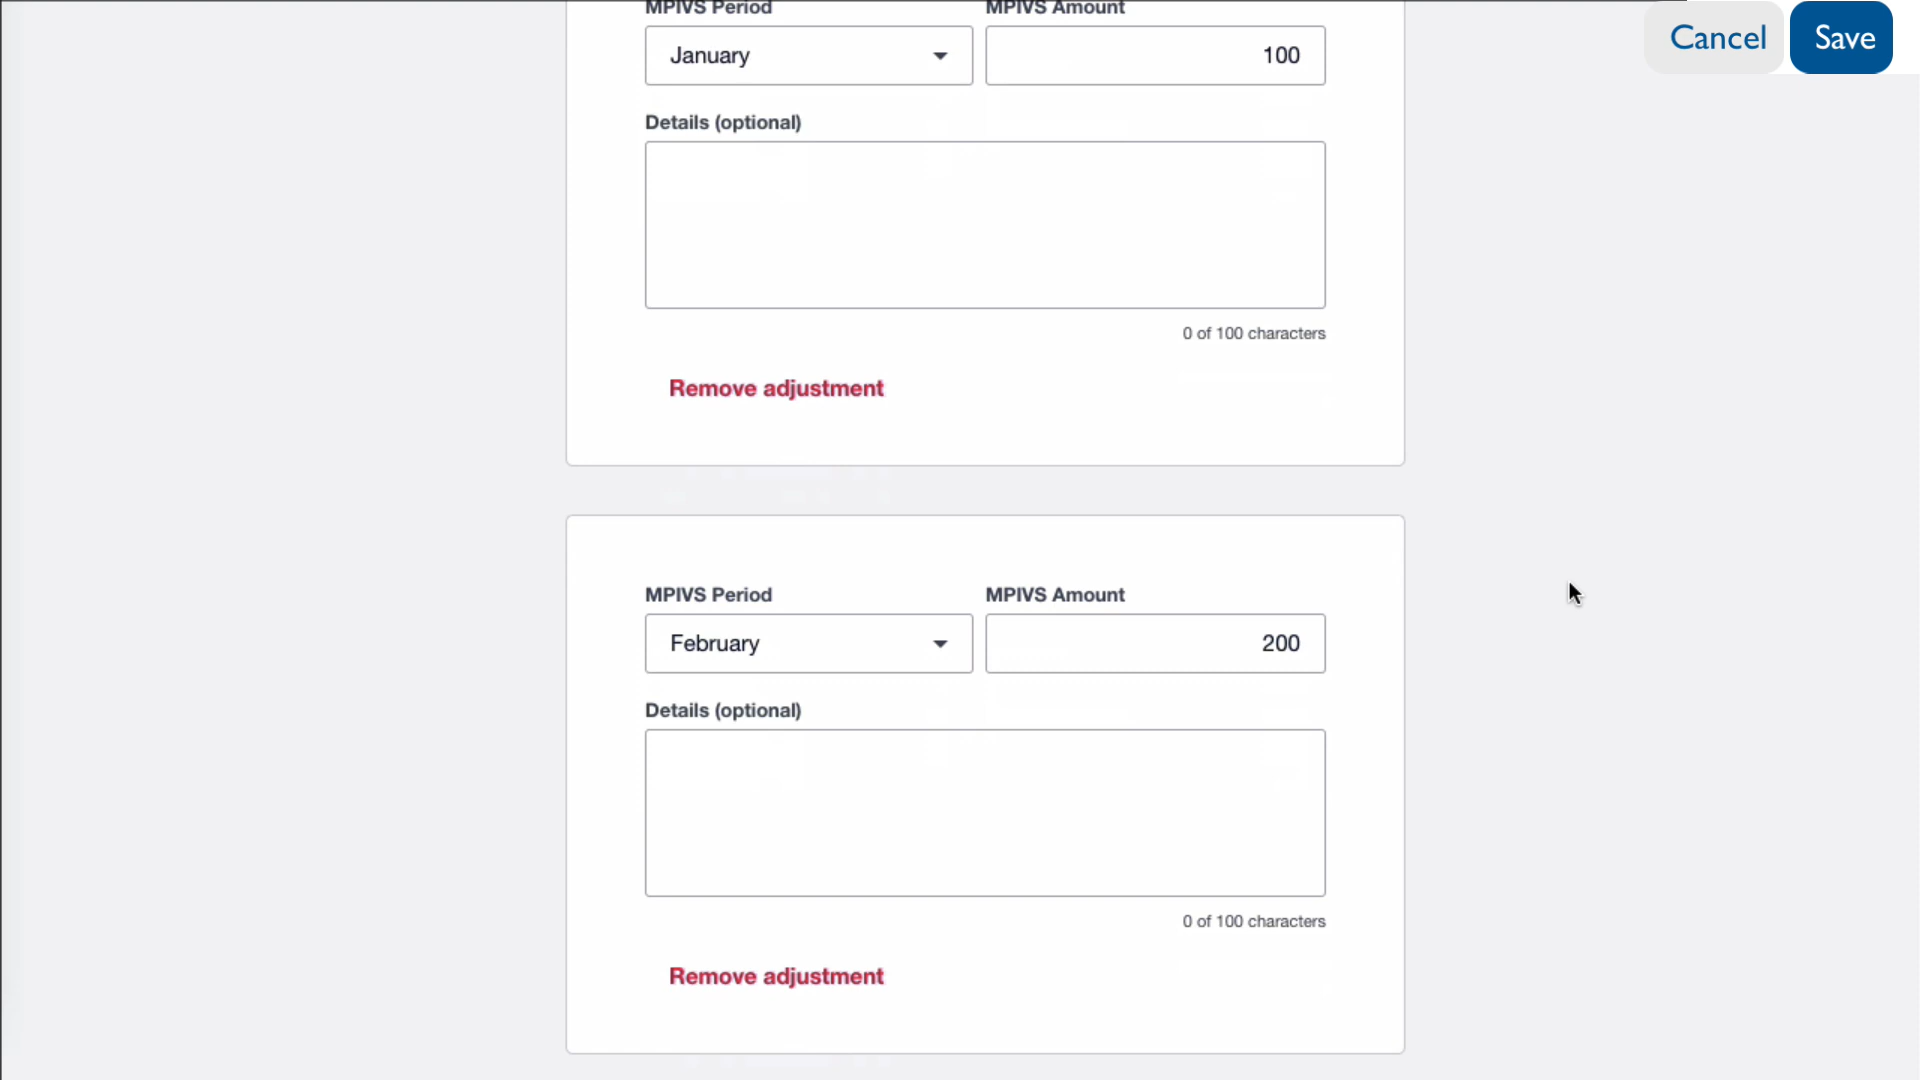 MPIVS Period MPIVS Amount
Cancel Save
January 100
Details (optional)
0 of 100 characters
Remove adjustment
MPIVS Period MPIVS Amount
February 200
Details (optional)
0 of 100 characters
Remove adjustment